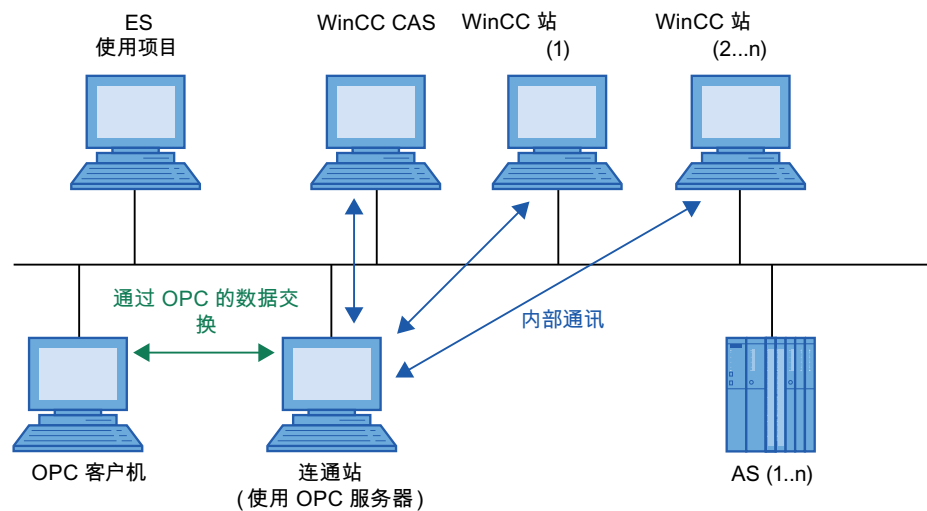 ES
使用项目
WinCC CAS
WinCC 站
(1)
WinCC 站
(2...n)
通过 OPC 的数据交
换
内部通讯
OPC 客户机
连通站
(使用 OPC 服务器)
AS (1..n)